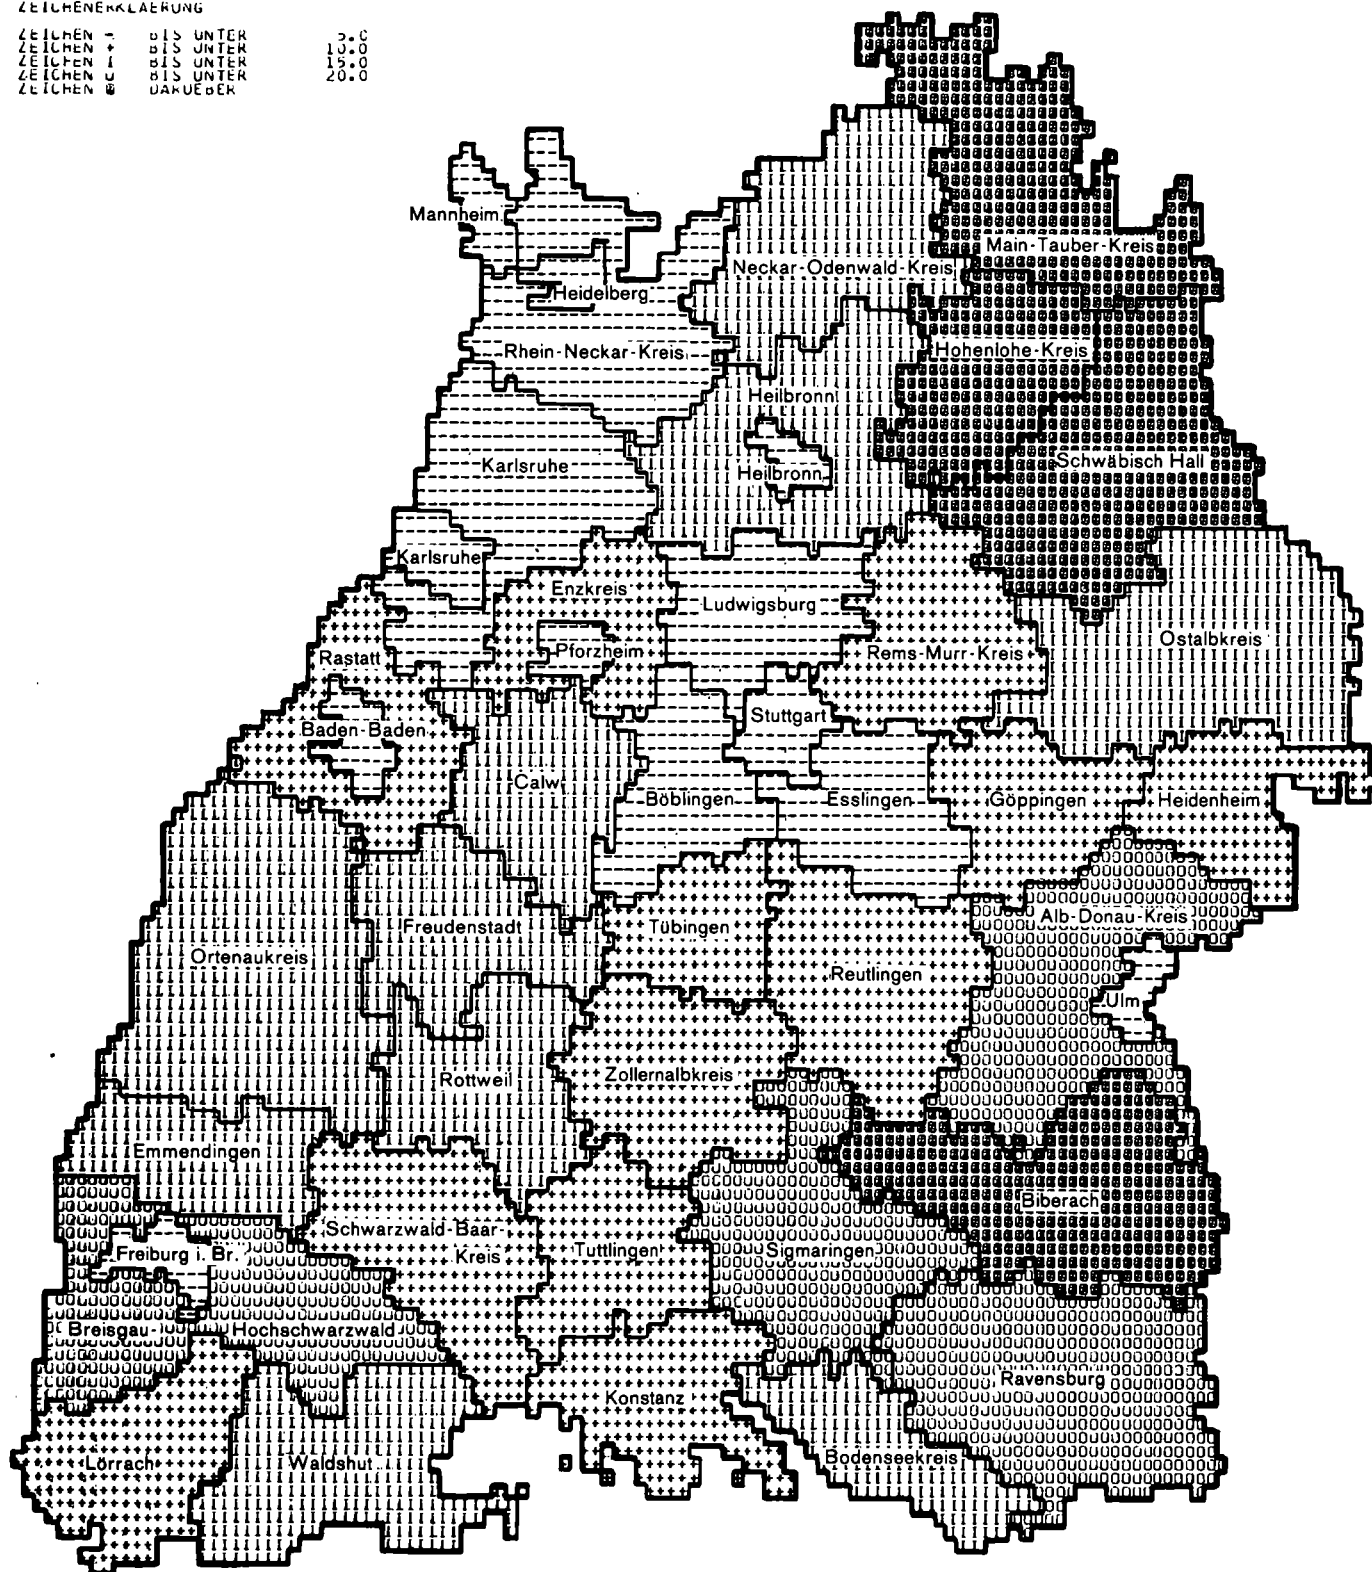 ZEICHENERKLAERUNG
ZEICHEN - BIS UNTER 5.0
ZEICHEN + BIS UNTER 10.0
ZEICHEN I BIS UNTER 15.0
ZEICHEN 0 BIS UNTER 20.0
ZEICHEN DARUEBER
Mannheim
Main-Tauber-Kreis
Neckar-Odenwald-Kreis
Heidelberg
Rhein-Neckar-Kreis
Hohenlohe-Kreis
Heilbronn
Karlsruhe
Heilbronn
Schwäbisch Hall
Karlsruhe
Enzkreis
Ludwigsburg
Ostalbkreis
Rastatt
Pforzheim
Rems-Murr-Kreis
Stuttgart
Baden-Baden
Calw
Böblingen
Esslingen
Göppingen
Heidenheim
Alb-Donau-Kreis
Freudenstadt
Tübingen
Ortenaukreis
Reutlingen
Ulm
Rottweil
Zollernalbkreis
Emmendingen
Biberach
Schwarzwald-Baar-
Kreis
Freiburg i. Br.
Tuttlingen
Sigmaringen
Breisgau-
Hochschwarzwald
Ravensburg
Konstanz
Lörrach
Waldshut
Bodenseekreis